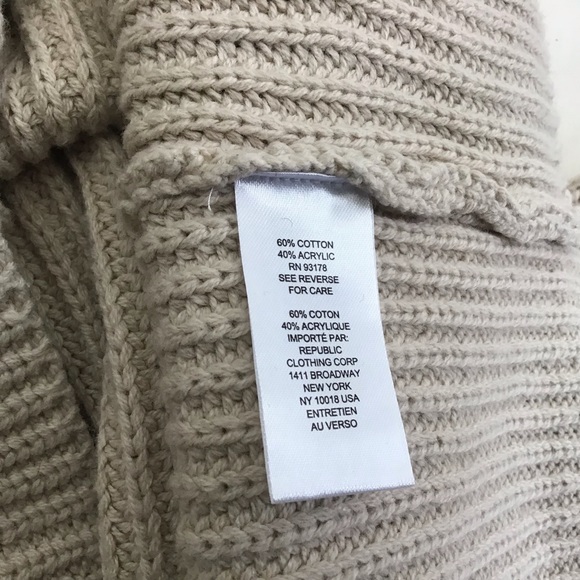 60% COTTON
40% ACRYLIC
RN 93178
SEE REVERSE
FOR CARE
60% COTON
40% ACRYLIQUE
IMPORTÉ PAR:
REPUBLIC
CLOTHING CORP
1411 BROADWAY
NEW YORK
NY 10018 USA
ENTRETIEN
AU VERSO